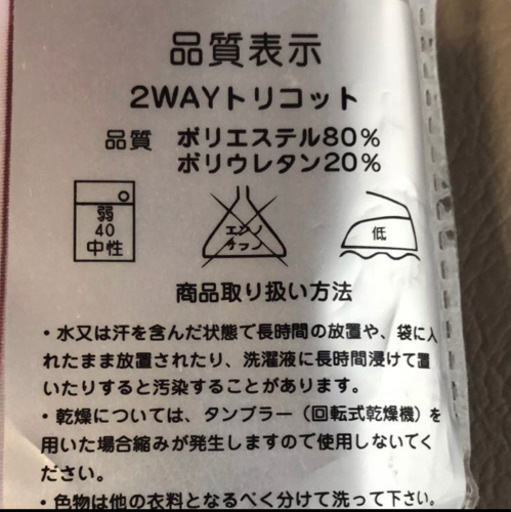 品質表示
2WAYトリコット
品質 ポリエステル80%
ポリウレタン20%
弱
40
中性
エンソ
サラシ
低
商品取り扱い方法
・水又は汗を含んだ状態で長時間の放置や、袋に入
れたまま放置されたり、洗濯液に長時間浸けて置
いたりすると汚染することがあります。
・乾燥については、タンブラー（回転式乾燥機）を
用いた場合縮みが発生しますので使用しないてく
ださい。
・色物は他の衣料となるべく分けて洗って下さい。